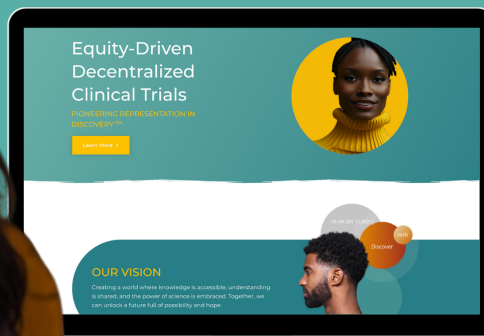 Equity-Driven
Decentralized
Clinical Trials
PIONEERING REPRESENTATION IN
DISCOVERY™
Learn More
Discover
verb
OUR VISION
Creating a world where knowledge is accessible, understanding
is shared, and the power of science is embraced. Together, we
can unlock a future full of possibility and hope.